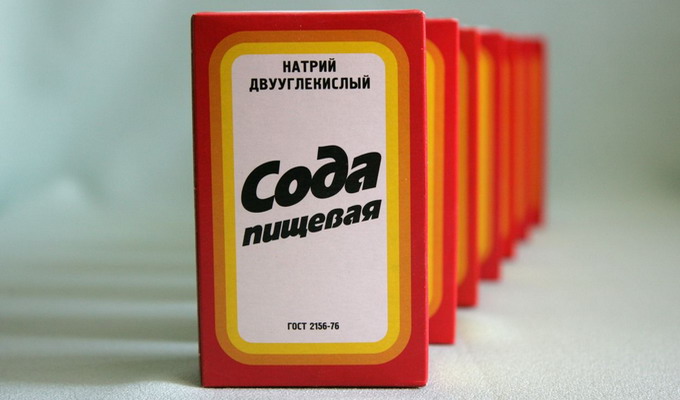 НАТРИЙ
ДВУУГЛЕКИСЛЫЙ
Сода
пищевая
ГОСТ 2156-76